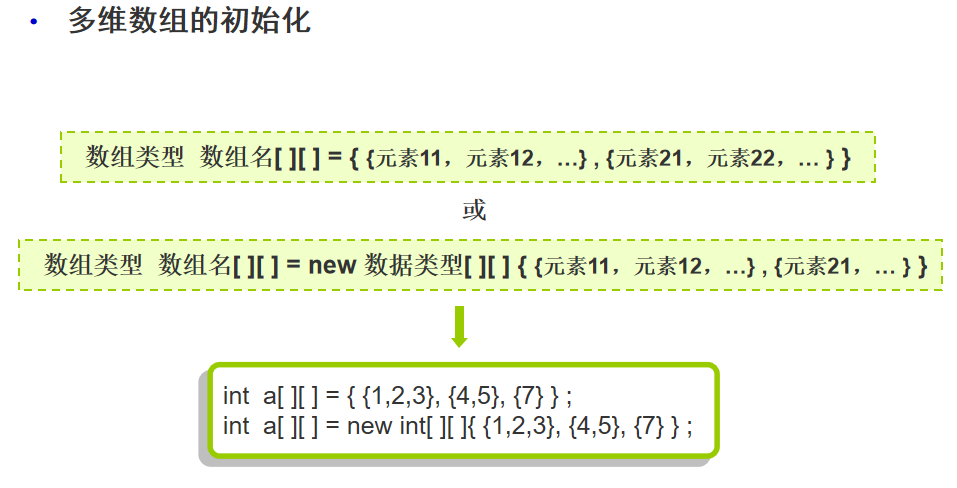 • 多维数组的初始化
数组类型 数组名[ ][ ] = { {元素11，元素12，…} , {元素21，元素22，… } }
或
数组类型 数组名[ ][ ] = new 数据类型[ ][ ] { {元素11，元素12，…} , {元素21，… } }
int a[ ][ ] = { {1,2,3}, {4,5}, {7} } ;
int a[ ][ ] = new int[ ][ ]{ {1,2,3}, {4,5}, {7} } ;